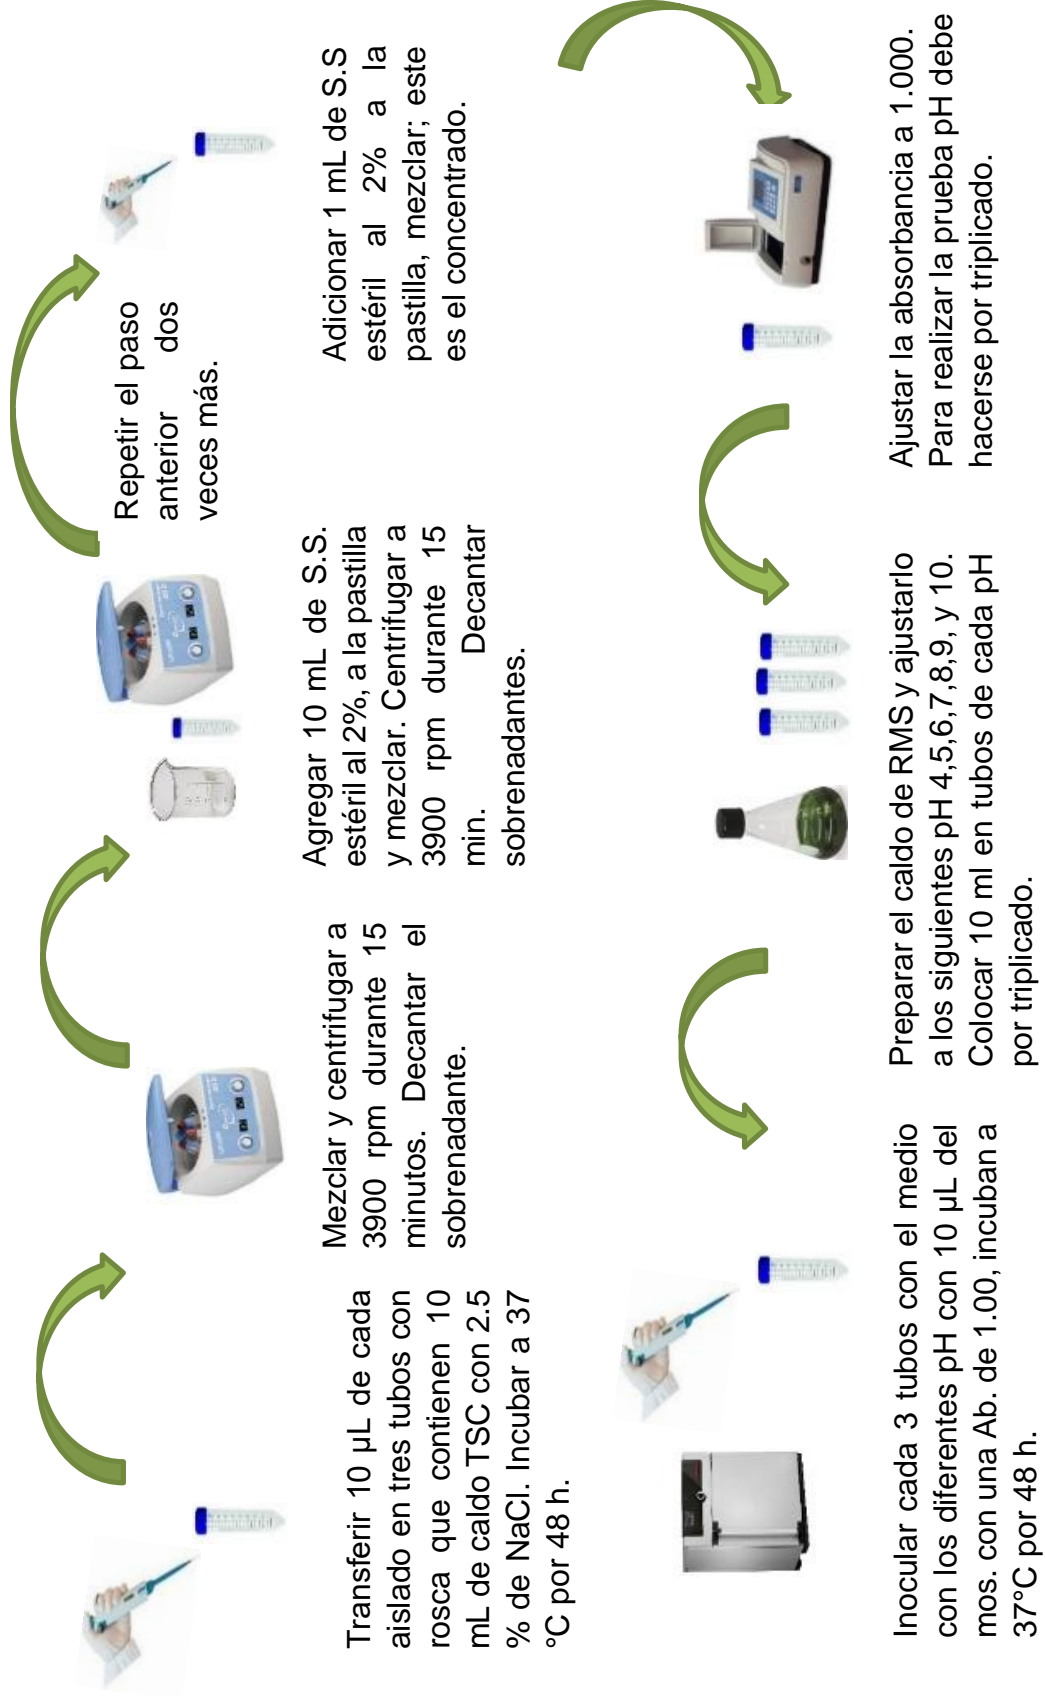 Transferir 10 µL de cada
aislado en tres tubos con
rosca que contienen 10
mL de caldo TSC con 2.5
% de NaCl. Incubar a 37
°C por 48 h.
Mezclar y centrifugar a
3900 rpm durante 15
minutos. Decantar el
sobrenadante.
Agregar 10 mL de S.S.
estéril al 2%, a la pastilla
y mezclar. Centrifugar a
3900 rpm durante 15
min. Decantar
sobrenadantes.
Repetir el paso
anterior dos
veces más.
Adicionar 1 mL de S.S
estéril al 2% a la
pastilla, mezclar; este
es el concentrado.
Ajustar la absorbancia a 1.000.
Para realizar la prueba pH debe
hacerse por triplicado.
Preparar el caldo de RMS y ajustarlo
a los siguientes pH 4,5,6,7,8,9, y 10.
Colocar 10 ml en tubos de cada pH
por triplicado.
Inocular cada 3 tubos con el medio
con los diferentes pH con 10 µL del
mos. con una Ab. de 1.00, incuban a
37°C por 48 h.